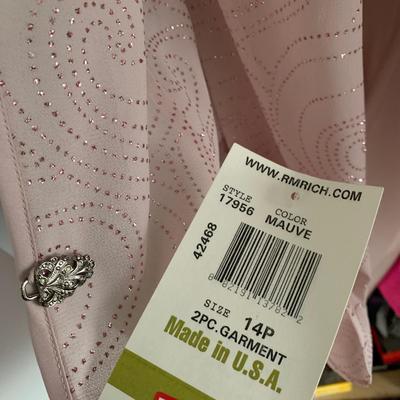 WWW.RMRICH.COM
STYLE
17956
COLOR
MAUVE
42468
SIZE
14P
2PC.GARMENT
Made in U.S.A.